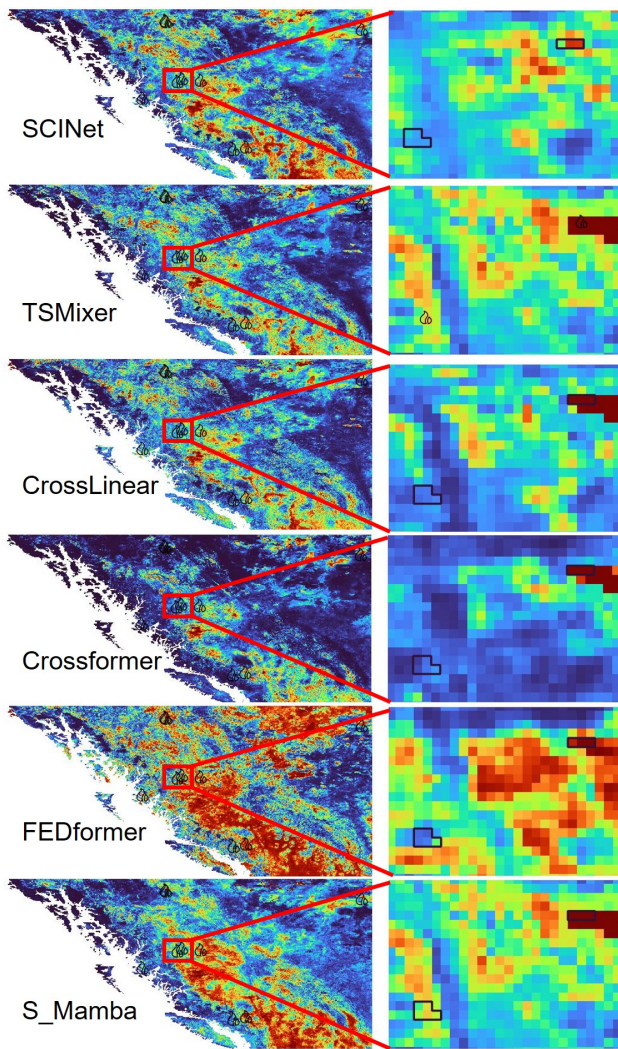 SCINet
TSMixer
CrossLinear
Crossformer
FEDformer
S_Mamba